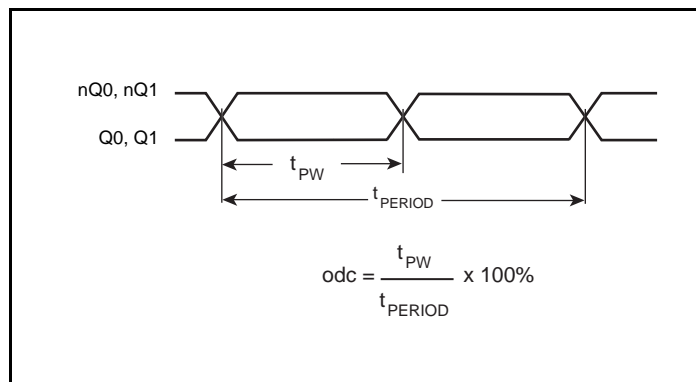 nQ0, nQ1
Q0, Q1
tPW
tPERIOD
odc = tPW / tPERIOD x 100%